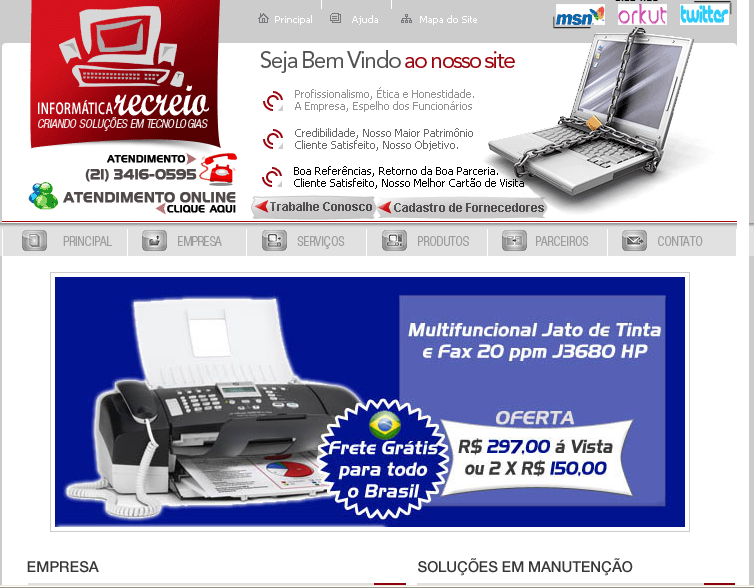 Principal
Ajuda
Mapa do Site
msn
orkut
twitter
INFORMÁTICA recreio
CRIANDO SOLUÇÕES EM TECNOLOGIAS
Seja Bem Vindo ao nosso site
Profissionalismo, Ética e Honestidade.
A Empresa, Espelho dos Funcionários
Credibilidade, Nosso Maior Patrimônio
Cliente Satisfeito, Nosso Objetivo.
Boa Referências, Retorno da Boa Parceria.
Cliente Satisfeito, Nosso Melhor Cartão de Visita
ATENDIMENTO
(21) 3416-0595
ATENDIMENTO ONLINE
CLIQUE AQUI
Trabalhe Conosco
Cadastro de Fornecedores
PRINCIPAL
EMPRESA
SERVIÇOS
PRODUTOS
PARCEIROS
CONTATO
Multifuncional Jato de Tinta
e Fax 20 ppm J3680 HP
OFERTA
R$ 297,00 á Vista
ou 2 X R$ 150,00
Frete Grátis
para todo
o Brasil
EMPRESA
SOLUÇÕES EM MANUTENÇÃO